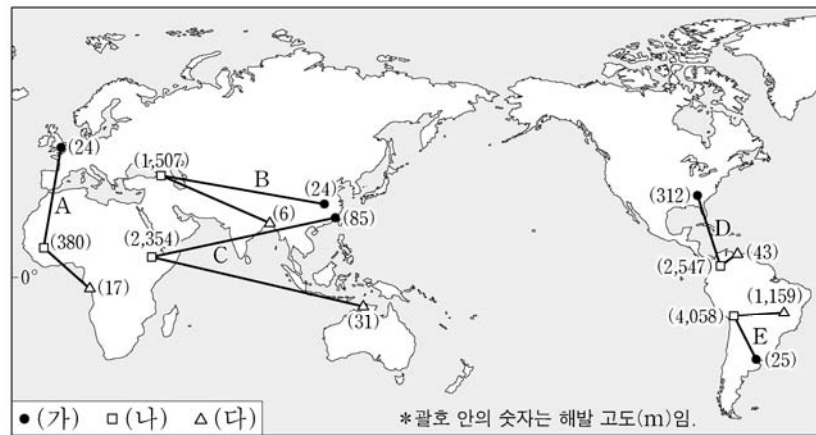 (24)
(1,507)
A
B
(24)
(6)
(85)
(380)
(2,354)
C
0°
(17)
(31)
(312)
D
(43)
(2,547)
(1,159)
(4,058)
E
(25)
●(가) □(나) △(다)
*괄호 안의 숫자는 해발 고도(m)임.